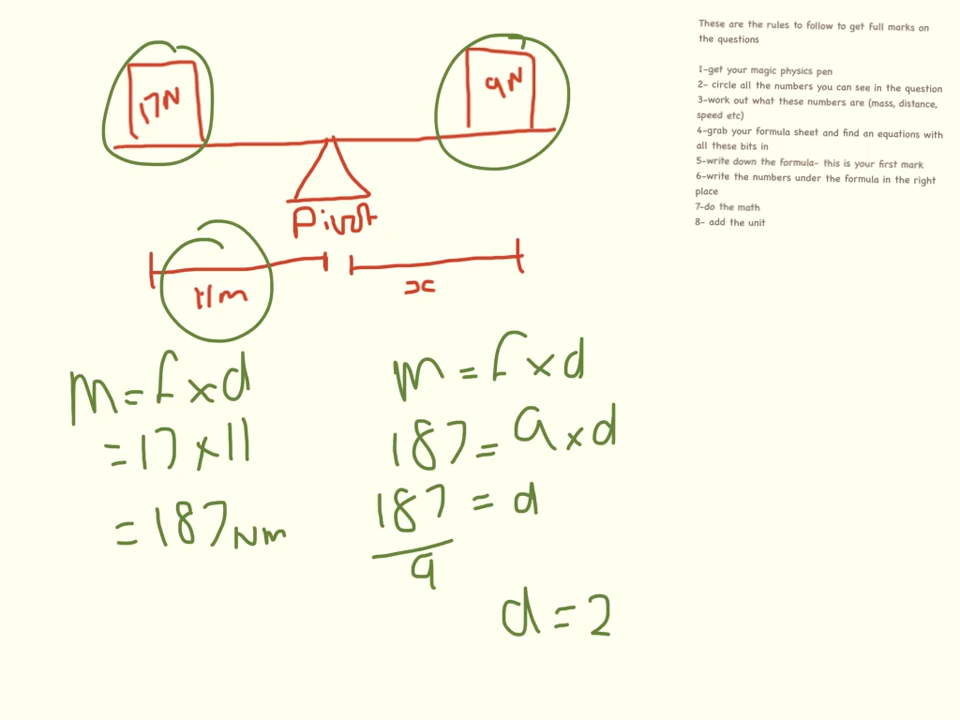 These are the rules to follow to get full marks on
the questions
1-get your magic physics pen
2- circle all the numbers you can see in the question
3-work out what these numbers are (mass, distance,
speed etc)
4-grab your formula sheet and find an equations with
all these bits in
5-write down the formula- this is your first mark
6-write the numbers under the formula in the right
place
7-do the math
8- add the unit
17N
9N
Pivot
11m
x
M = f x d
= 17 x 11
= 187 Nm
m = f x d
187 = 9 x d
187 = d
9
d = 2